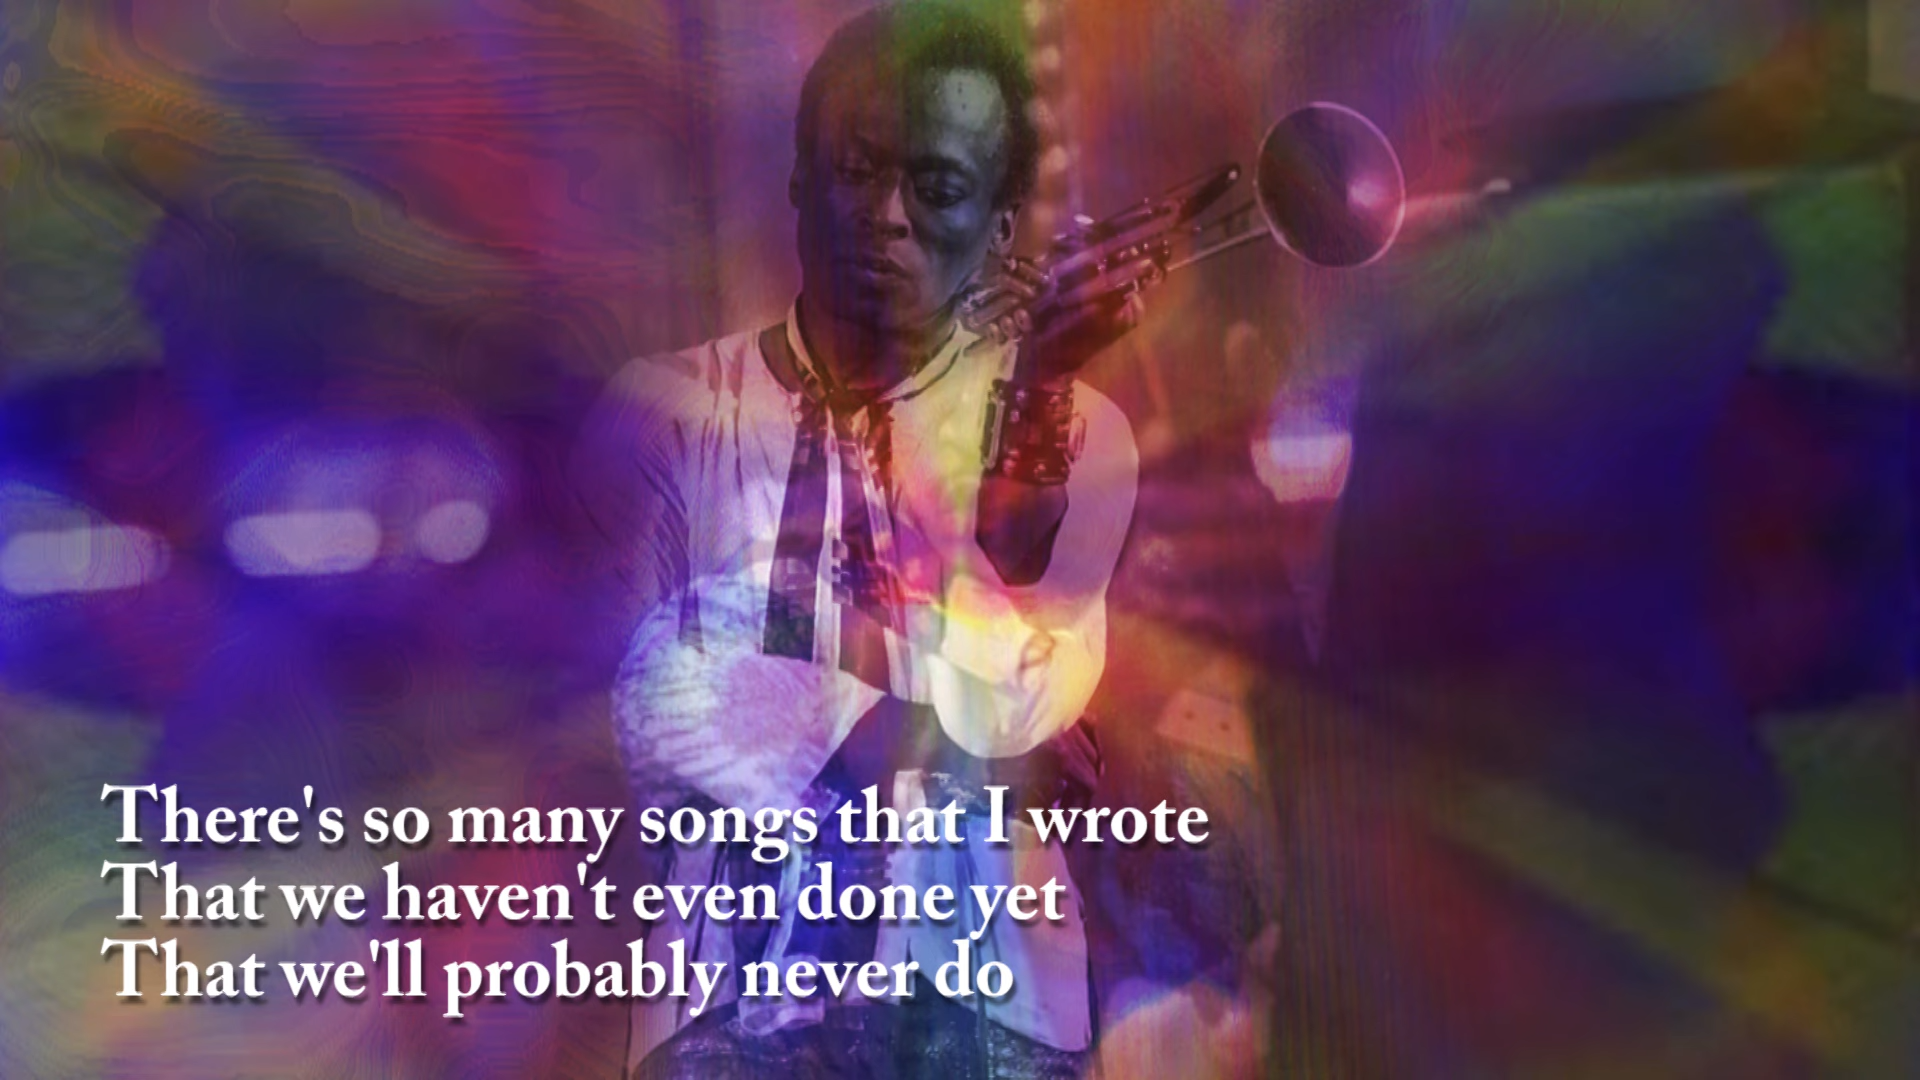 There's so many songs that I wrote
That we haven't even done yet
That we'll probably never do